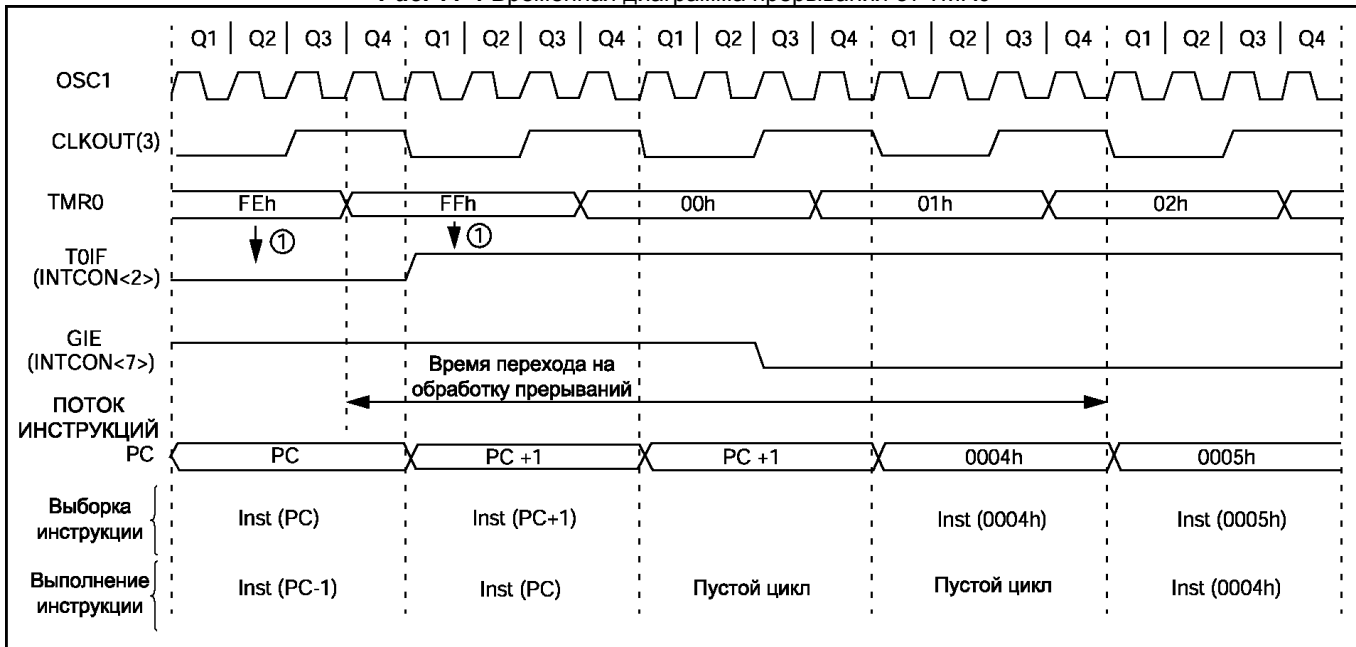 Q1 Q2 Q3 Q4 Q1 Q2 Q3 Q4 Q1 Q2 Q3 Q4 Q1 Q2 Q3 Q4 Q1 Q2 Q3 Q4
OSC1
CLKOUT(3)
TMR0 FEh FFh 00h 01h 02h
① ①
T0IF
(INTCON<2>)
GIE
(INTCON<7>)
Время перехода на
обработку прерываний
ПОТОК
ИНСТРУКЦИЙ
PC PC PC +1 PC +1 0004h 0005h
Выборка
инструкции
Inst (PC) Inst (PC+1) Inst (0004h) Inst (0005h)
Выполнение
инструкции
Inst (PC-1) Inst (PC) Пустой цикл Пустой цикл Inst (0004h)